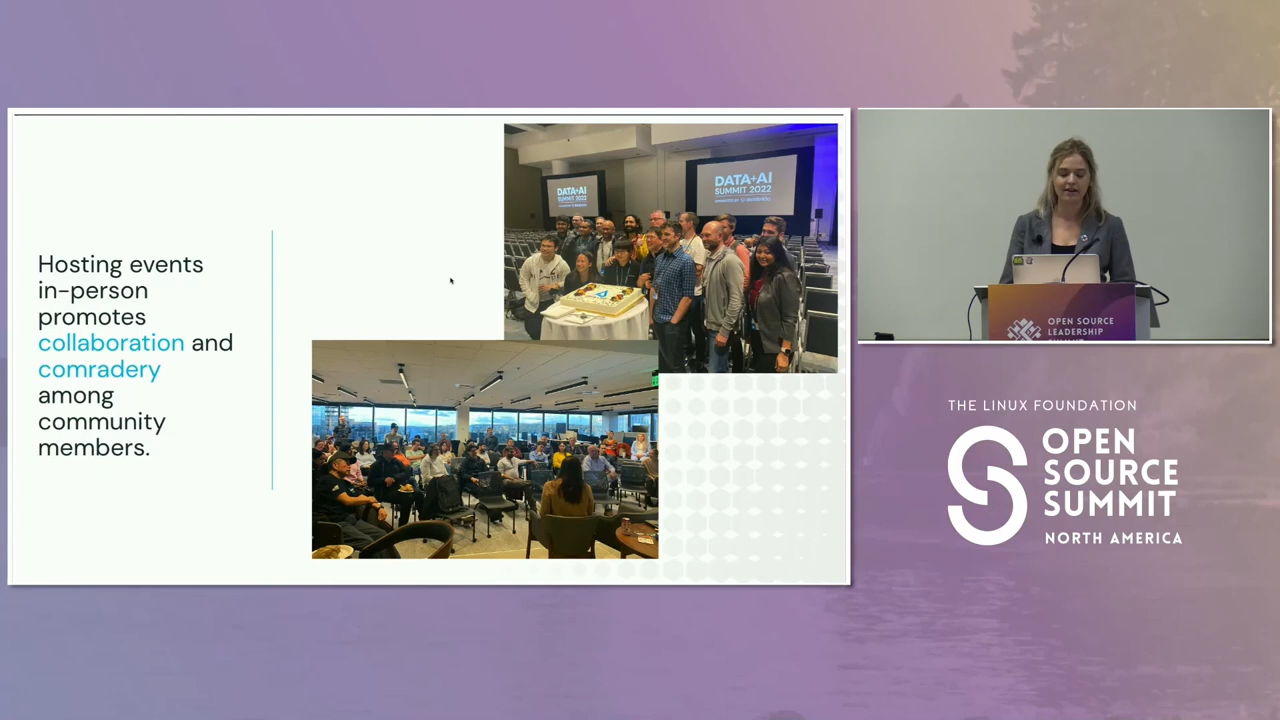 Hosting events
in-person
promotes
collaboration and
comradery
among
community
members.
DATA+AI
SUMMIT 2022
DATA+AI
SUMMIT 2022
OPEN SOURCE
LEADERSHIP
THE LINUX FOUNDATION
OPEN
SOURCE
SUMMIT
NORTH AMERICA